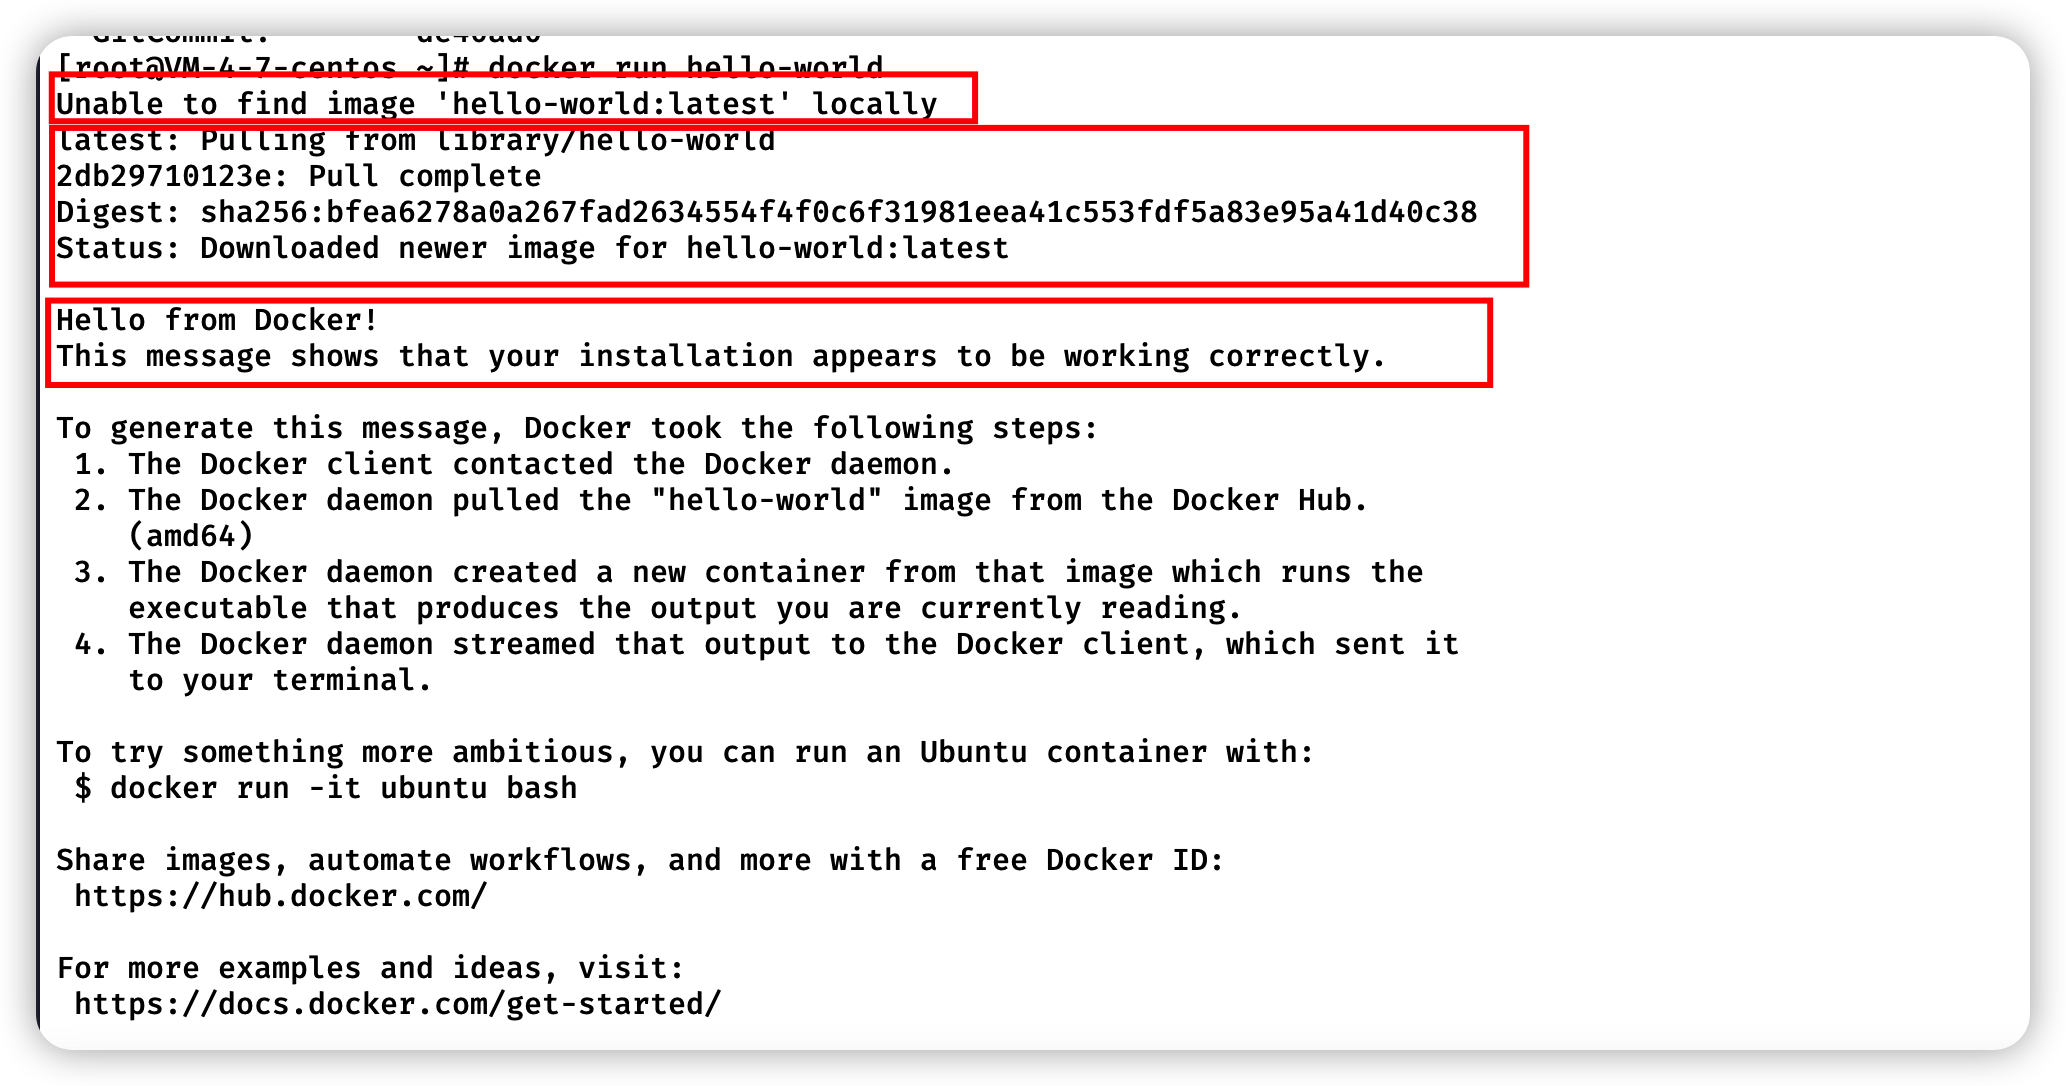 GitCommit:        de40ad0
[root@VM-4-7-centos ~]# docker run hello-world
Unable to find image 'hello-world:latest' locally
latest: Pulling from library/hello-world
2db29710123e: Pull complete
Digest: sha256:bfea6278a0a267fad2634554f4f0c6f31981eea41c553fdf5a83e95a41d40c38
Status: Downloaded newer image for hello-world:latest
Hello from Docker!
This message shows that your installation appears to be working correctly.
To generate this message, Docker took the following steps:
 1. The Docker client contacted the Docker daemon.
 2. The Docker daemon pulled the "hello-world" image from the Docker Hub.
    (amd64)
 3. The Docker daemon created a new container from that image which runs the
    executable that produces the output you are currently reading.
 4. The Docker daemon streamed that output to the Docker client, which sent it
    to your terminal.
To try something more ambitious, you can run an Ubuntu container with:
 $ docker run -it ubuntu bash
Share images, automate workflows, and more with a free Docker ID:
 https://hub.docker.com/
For more examples and ideas, visit:
 https://docs.docker.com/get-started/